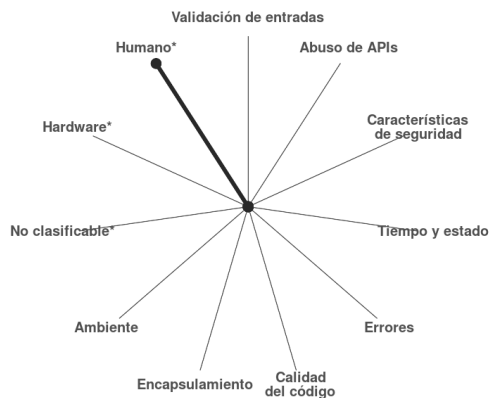 Validación de entradas
Humano*
Abuso de APIs
Hardware*
Características
de seguridad
No clasificable*
Tiempo y estado
Ambiente
Errores
Encapsulamiento
Calidad
del código